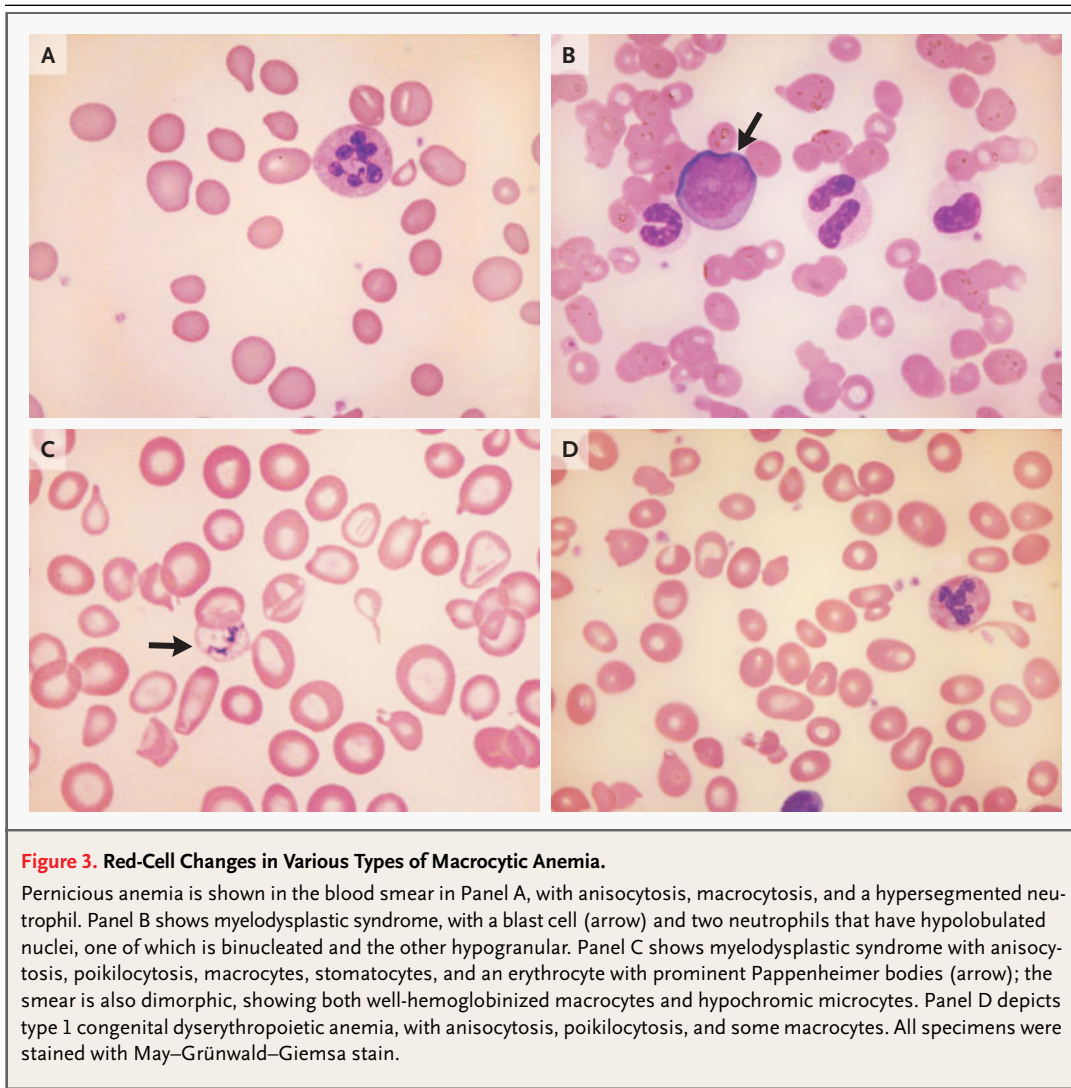 A
B
C
D
Figure 3. Red-Cell Changes in Various Types of Macrocytic Anemia.
Pernicious anemia is shown in the blood smear in Panel A, with anisocytosis, macrocytosis, and a hypersegmented neu-
trophil. Panel B shows myelodysplastic syndrome, with a blast cell (arrow) and two neutrophils that have hypolobulated
nuclei, one of which is binucleated and the other hypogranular. Panel C shows myelodysplastic syndrome with anisocy-
tosis, poikilocytosis, macrocytes, stomatocytes, and an erythrocyte with prominent Pappenheimer bodies (arrow); the
smear is also dimorphic, showing both well-hemoglobinized macrocytes and hypochromic microcytes. Panel D depicts
type 1 congenital dyserythropoietic anemia, with anisocytosis, poikilocytosis, and some macrocytes. All specimens were
stained with May–Grünwald–Giemsa stain.